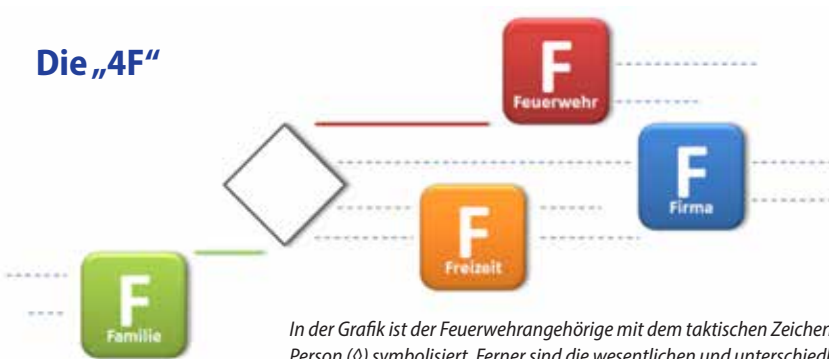 Die „4F“
F
Feuerwehr
F
Firma
F
Freizeit
F
Familie
In der Grafik ist der Feuerwehrangehörige mit dem taktischen Zeichen
Person (◊) symbolisiert. Ferner sind die wesentlichen und